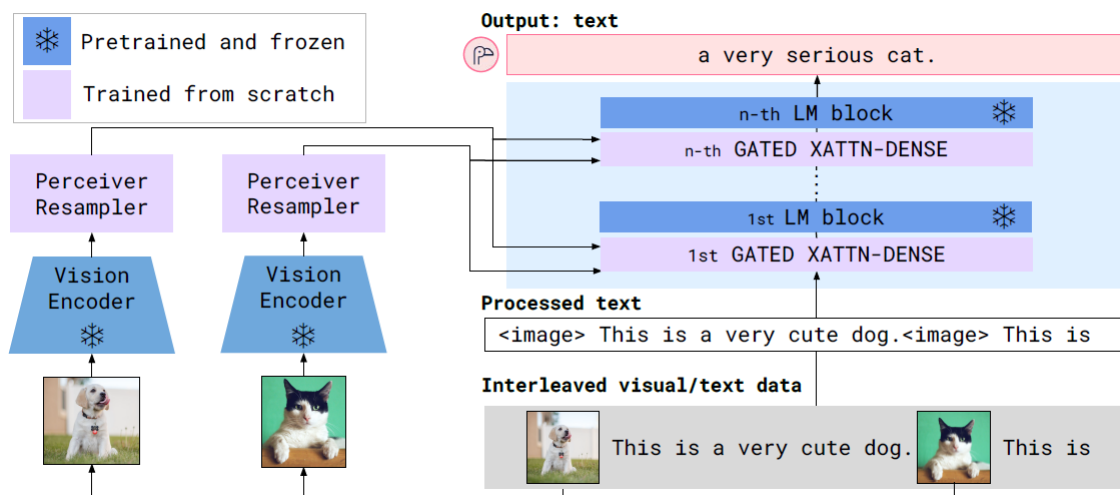 Pretrained and frozen
Trained from scratch
Perceiver
Resampler
Perceiver
Resampler
Vision
Encoder
Vision
Encoder
Output: text
a very serious cat.
n-th LM block
n-th GATED XATTN-DENSE
1st LM block
1st GATED XATTN-DENSE
Processed text
<image> This is a very cute dog.<image> This is
Interleaved visual/text data
This is a very cute dog. This is